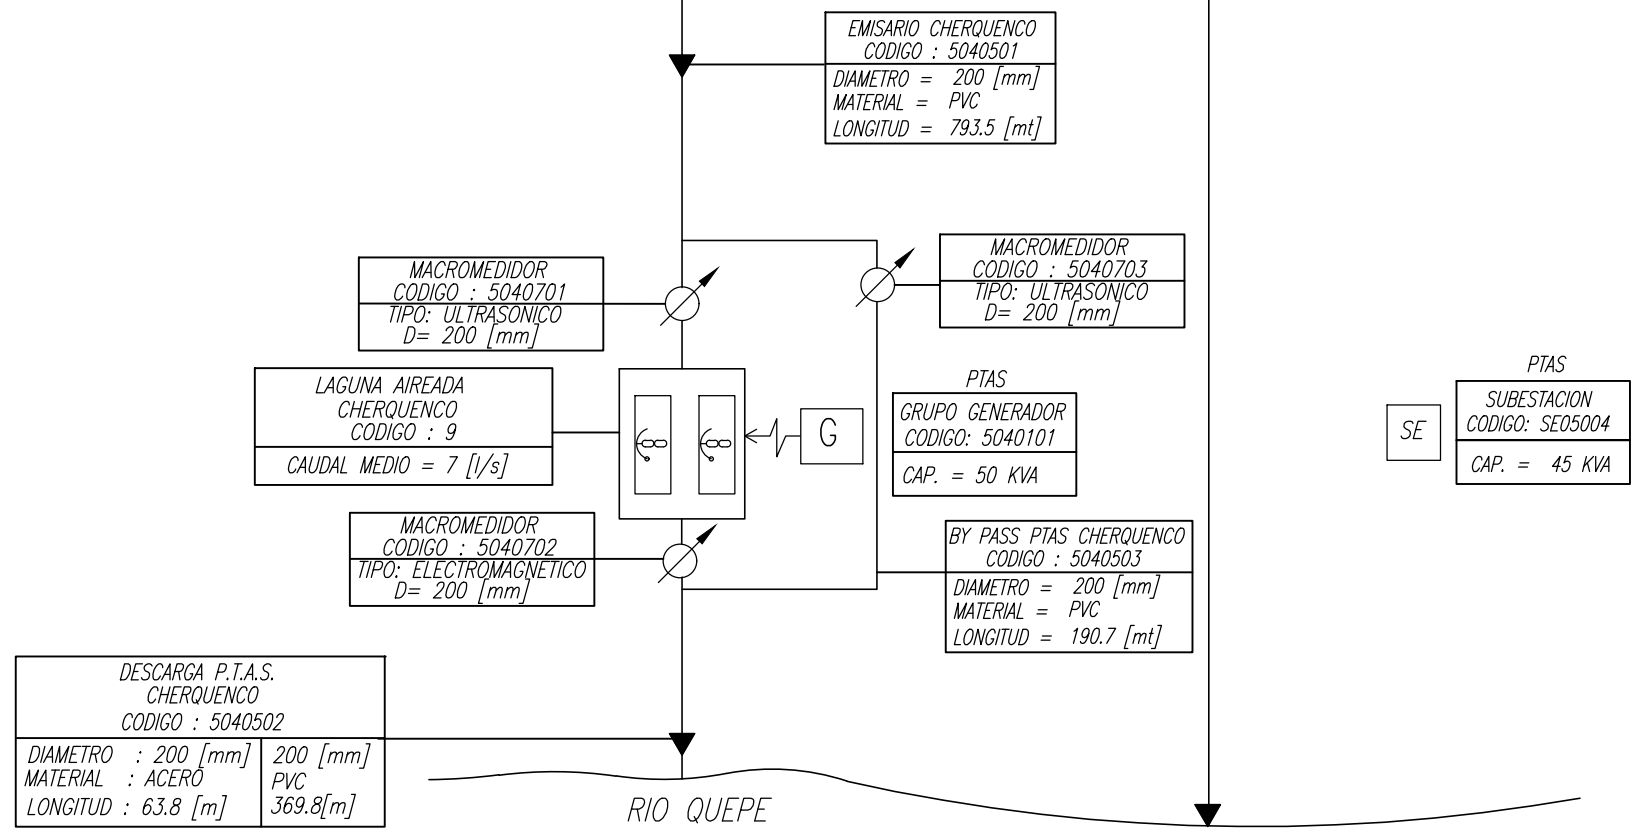 EMISARIO CHERQUENCO
CODIGO : 5040501
DIAMETRO = 200 [mm]
MATERIAL = PVC
LONGITUD = 793.5 [mt]
MACROMEDIDOR
CODIGO : 5040701
TIPO: ULTRASONICO
D= 200 [mm]
MACROMEDIDOR
CODIGO : 5040703
TIPO: ULTRASONICO
D= 200 [mm]
LAGUNA AIREADA
CHERQUENCO
CODIGO : 9
CAUDAL MEDIO = 7 [l/s]
G
PTAS
GRUPO GENERADOR
CODIGO: 5040101
CAP. = 50 KVA
SE
PTAS
SUBESTACION
CODIGO: SE05004
CAP. = 45 KVA
MACROMEDIDOR
CODIGO : 5040702
TIPO: ELECTROMAGNETICO
D= 200 [mm]
BY PASS PTAS CHERQUENCO
CODIGO : 5040503
DIAMETRO = 200 [mm]
MATERIAL = PVC
LONGITUD = 190.7 [mt]
DESCARGA P.T.A.S.
CHERQUENCO
CODIGO : 5040502
DIAMETRO : 200 [mm] 200 [mm]
MATERIAL : ACERO PVC
LONGITUD : 63.8 [m] 369.8[m]
RIO QUEPE